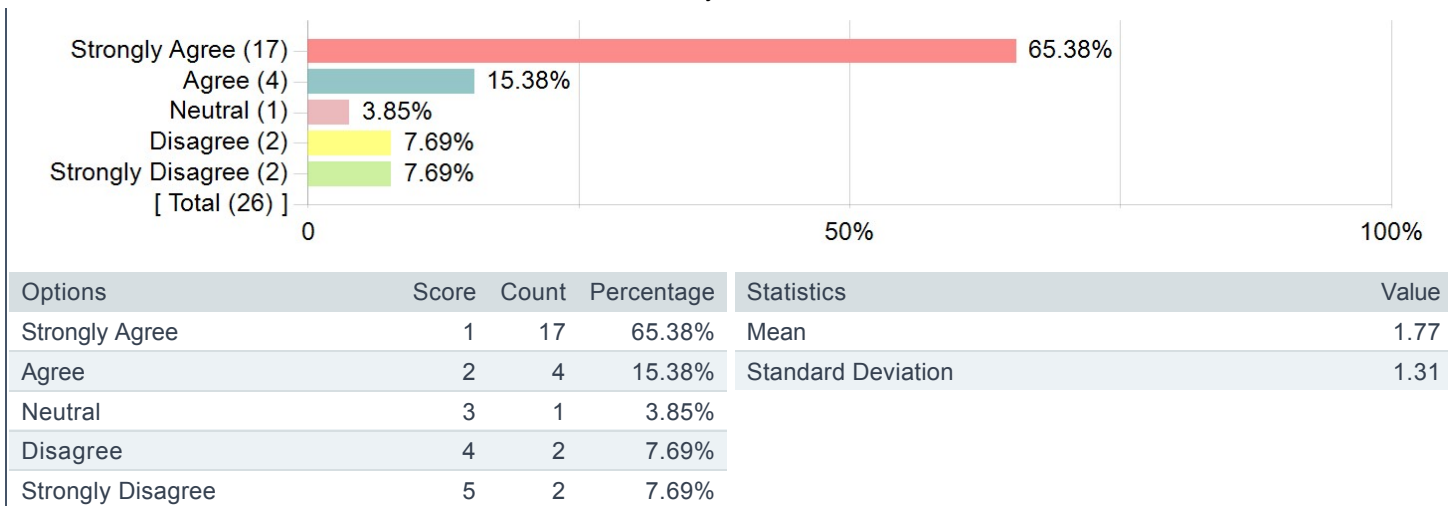 Strongly Agree (17) 65.38%
Agree (4) 15.38%
Neutral (1) 3.85%
Disagree (2) 7.69%
Strongly Disagree (2) 7.69%
[ Total (26) ]
0 50% 100%
Options Score Count Percentage
Strongly Agree 1 17 65.38%
Agree 2 4 15.38%
Neutral 3 1 3.85%
Disagree 4 2 7.69%
Strongly Disagree 5 2 7.69%
Statistics Value
Mean 1.77
Standard Deviation 1.31